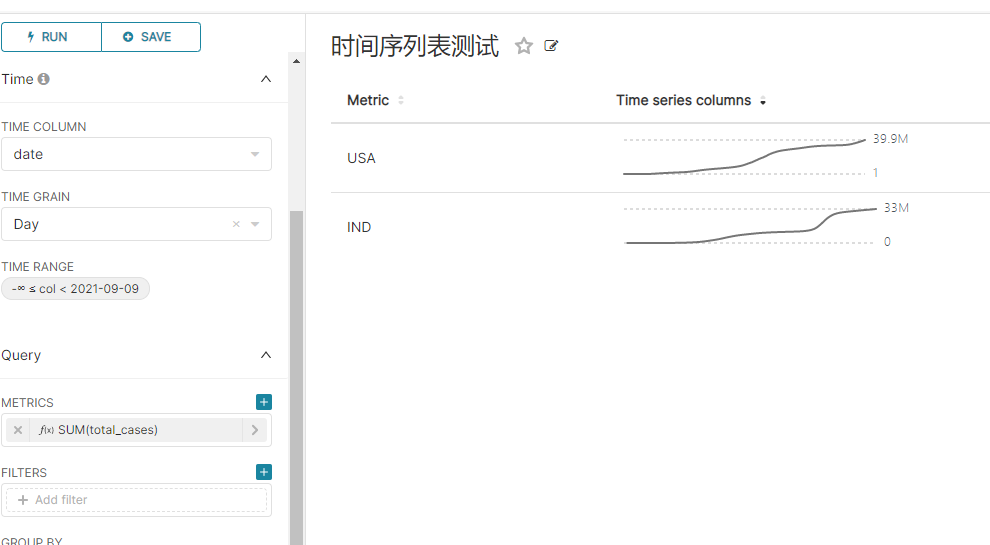 RUN
SAVE
Time
TIME COLUMN
date
TIME GRAIN
Day
TIME RANGE
-∞ ≤ col < 2021-09-09
Query
METRICS
f(x) SUM(total_cases)
FILTERS
Add filter
GROUP BY
时间序列表测试
Metric
Time series columns
USA
39.9M
1
IND
33M
0